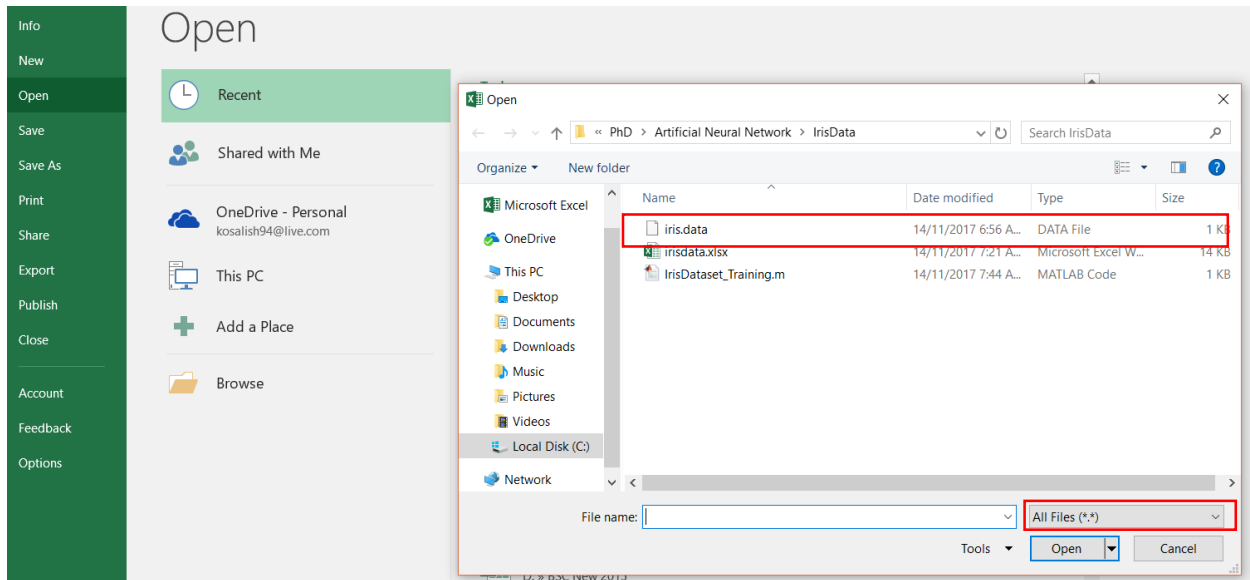 Info
New
Open
Save
Save As
Print
Share
Export
Publish
Close
Account
Feedback
Options
Open
Recent
Shared with Me
OneDrive - Personal
kosalish94@live.com
This PC
Add a Place
Browse
Open
« PhD > Artificial Neural Network > IrisData
Search IrisData
Organize
New folder
Microsoft Excel
OneDrive
This PC
Desktop
Documents
Downloads
Music
Pictures
Videos
Local Disk (C:)
Network
Name Date modified Type Size
iris.data 14/11/2017 6:56 A... DATA File 1 KB
irisdata.xlsx 14/11/2017 7:21 A... Microsoft Excel W... 14 KB
IrisDataset_Training.m 14/11/2017 7:44 A... MATLAB Code 1 KB
File name: All Files (*.*)
Tools Open Cancel
D: » BSc New 2015